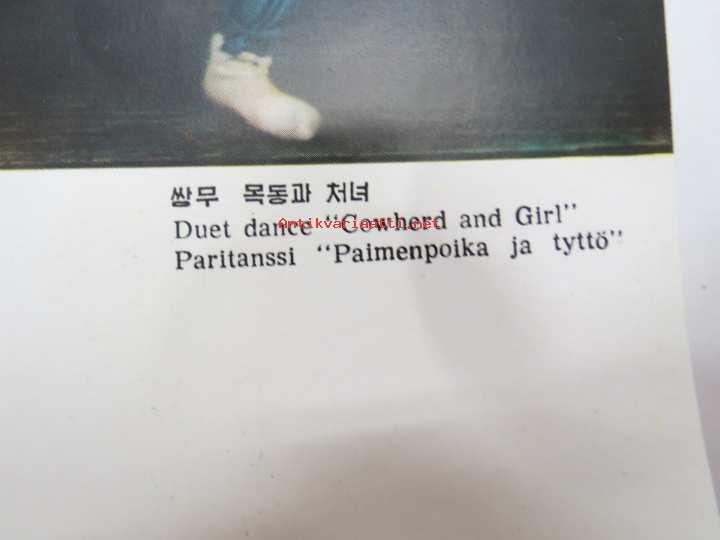 쌍무 목동과 처녀
Duet dance “Cowherd and Girl”
Antikvariaatti.net
Paritanssi “Paimenpoika ja tyttö”